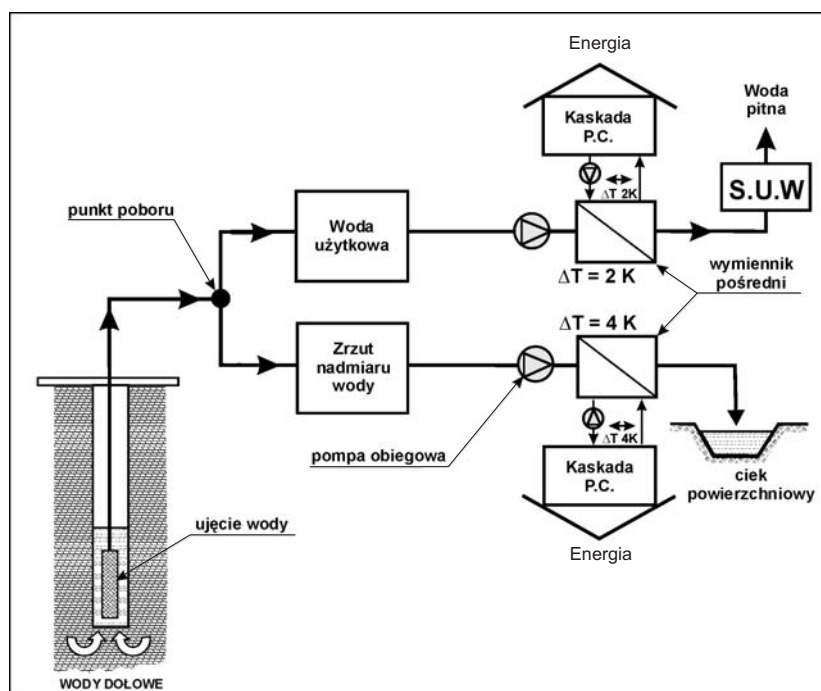 Energia
Kaskada
P.C.
ΔT 2K
Woda
pitna
S.U.W
punkt poboru
Woda
użytkowa
ΔT = 2 K
wymiennik
pośredni
ΔT = 4 K
Zrzut
nadmiaru
wody
ΔT 4K
pompa obiegowa
Kaskada
P.C.
ciek
powierzchniowy
ujęcie wody
Energia
WODY DOŁOWE